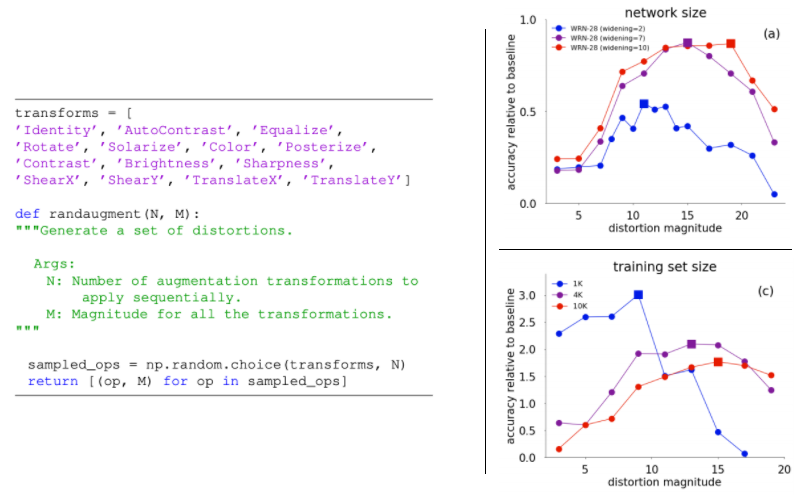 transforms = [
’Identity’, ’AutoContrast’, ’Equalize’,
’Rotate’, ’Solarize’, ’Color’, ’Posterize’,
’Contrast’, ’Brightness’, ’Sharpness’,
’ShearX’, ’ShearY’, ’TranslateX’, ’TranslateY’]
def randaugment(N, M):
"""Generate a set of distortions.
Args:
N: Number of augmentation transformations to
apply sequentially.
M: Magnitude for all the transformations.
"""
sampled_ops = np.random.choice(transforms, N)
return [(op, M) for op in sampled_ops]
network size
(a)
WRN-28 (widening=2)
WRN-28 (widening=7)
WRN-28 (widening=10)
accuracy relative to baseline
1.0
0.5
0.0
5 10 15 20
distortion magnitude
training set size
(c)
1K
4K
10K
accuracy relative to baseline
3.0
2.5
2.0
1.5
1.0
0.5
0.0
5 10 15 20
distortion magnitude